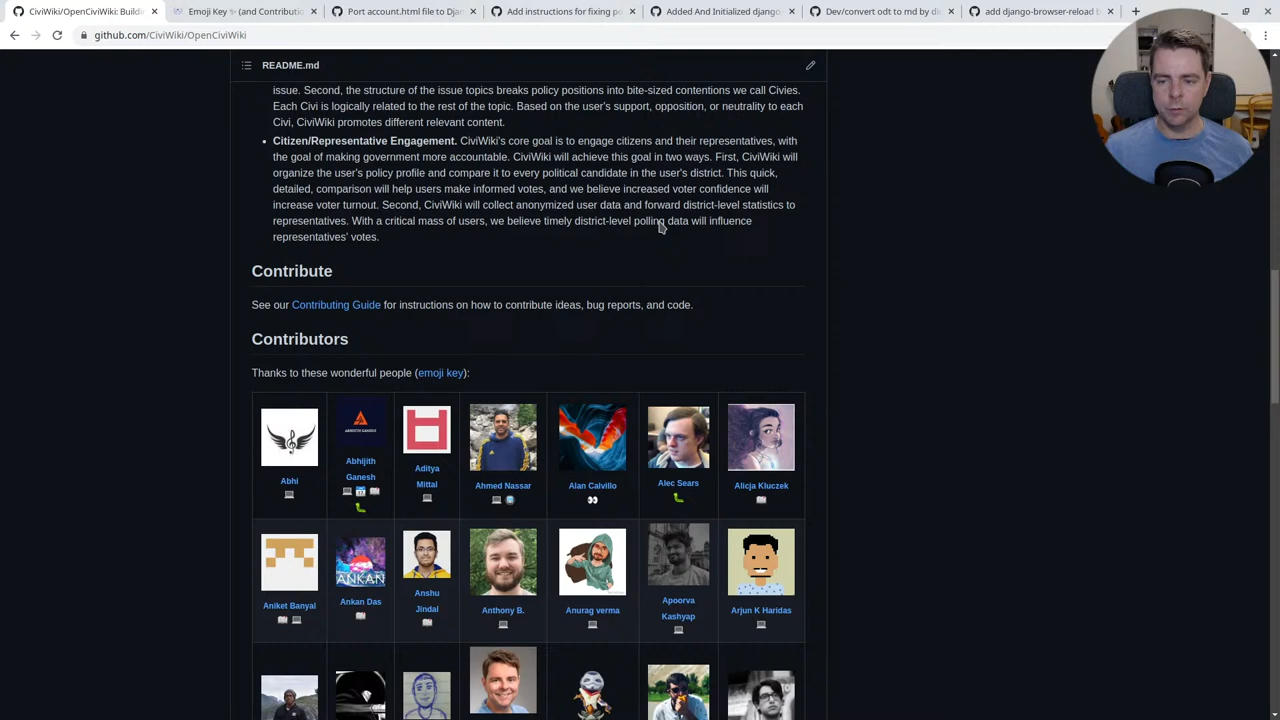 CiviWiki/OpenCiviWiki: Buildin
Emoji Key ✨ (and Contributio
Port account.html file to Djan
Add instructions for fixing po
Added And Initialized django
Dev/convert odt to md by dis
add django-browser-reload b
github.com/CiviWiki/OpenCiviWiki
README.md
issue. Second, the structure of the issue topics breaks policy positions into bite-sized contentions we call Civies.
Each Civi is logically related to the rest of the topic. Based on the user's support, opposition, or neutrality to each
Civi, CiviWiki promotes different relevant content.
• Citizen/Representative Engagement. CiviWiki's core goal is to engage citizens and their representatives, with
the goal of making government more accountable. CiviWiki will achieve this goal in two ways. First, CiviWiki will
organize the user's policy profile and compare it to every political candidate in the user's district. This quick,
detailed, comparison will help users make informed votes, and we believe increased voter confidence will
increase voter turnout. Second, CiviWiki will collect anonymized user data and forward district-level statistics to
representatives. With a critical mass of users, we believe timely district-level polling data will influence
representatives' votes.
Contribute
See our Contributing Guide for instructions on how to contribute ideas, bug reports, and code.
Contributors
Thanks to these wonderful people (emoji key):
Abhi
Abhijith
Ganesh
Aditya
Mittal
Ahmed Nassar
Alan Calvillo
Alec Sears
Alicja Kluczek
ABHIJITH GANESH
ANKAN
Aniket Banyal
Ankan Das
Anshu
Jindal
Anthony B.
Anurag verma
Apoorva
Kashyap
Arjun K Haridas